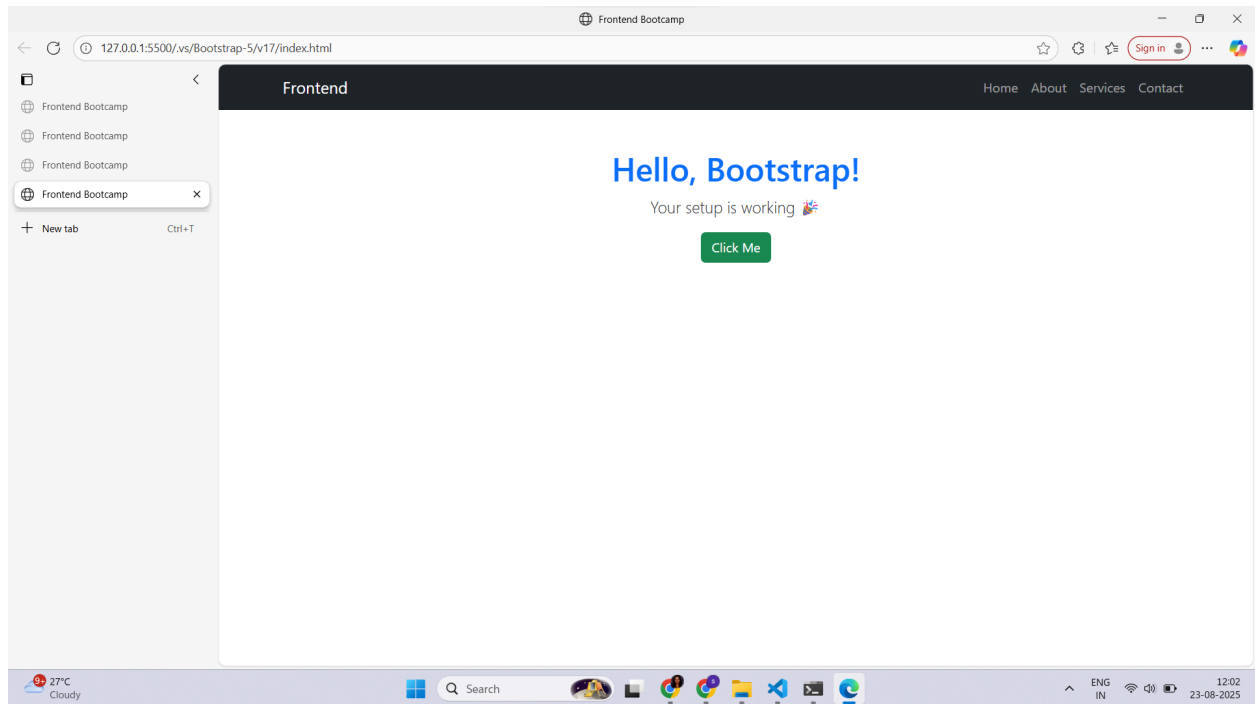 Frontend Bootcamp
127.0.0.1:5500/.vs/Bootstrap-5/v17/index.html
Sign in
Frontend Bootcamp
Frontend Bootcamp
Frontend Bootcamp
Frontend Bootcamp
New tab Ctrl+T
Frontend Home About Services Contact
Hello, Bootstrap!
Your setup is working 🎉
Click Me
9+
27°C
Cloudy
Search
ENG
IN
12:02
23-08-2025